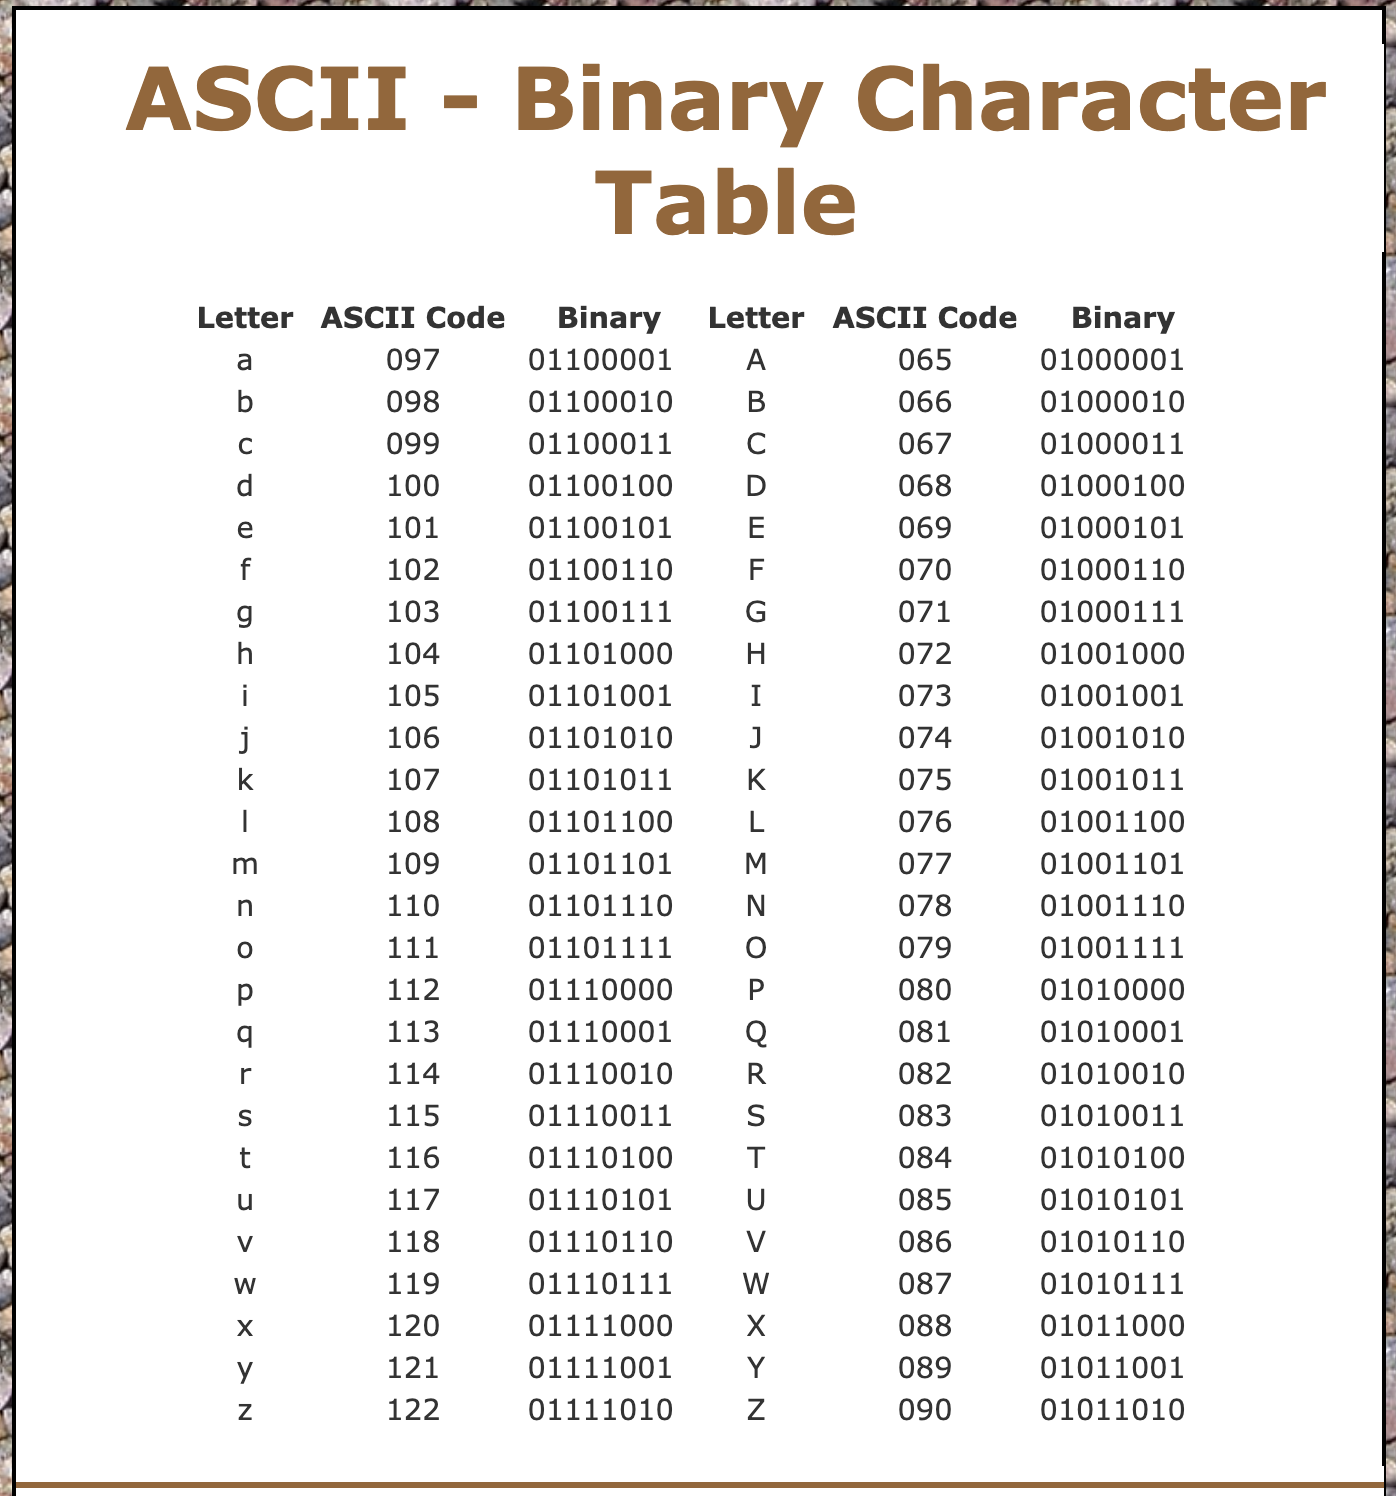 ASCII - Binary Character
Table
Letter ASCII Code Binary Letter ASCII Code Binary
a 097 01100001 A 065 01000001
b 098 01100010 B 066 01000010
c 099 01100011 C 067 01000011
d 100 01100100 D 068 01000100
e 101 01100101 E 069 01000101
f 102 01100110 F 070 01000110
g 103 01100111 G 071 01000111
h 104 01101000 H 072 01001000
i 105 01101001 I 073 01001001
j 106 01101010 J 074 01001010
k 107 01101011 K 075 01001011
l 108 01101100 L 076 01001100
m 109 01101101 M 077 01001101
n 110 01101110 N 078 01001110
o 111 01101111 O 079 01001111
p 112 01110000 P 080 01010000
q 113 01110001 Q 081 01010001
r 114 01110010 R 082 01010010
s 115 01110011 S 083 01010011
t 116 01110100 T 084 01010100
u 117 01110101 U 085 01010101
v 118 01110110 V 086 01010110
w 119 01110111 W 087 01010111
x 120 01111000 X 088 01011000
y 121 01111001 Y 089 01011001
z 122 01111010 Z 090 01011010